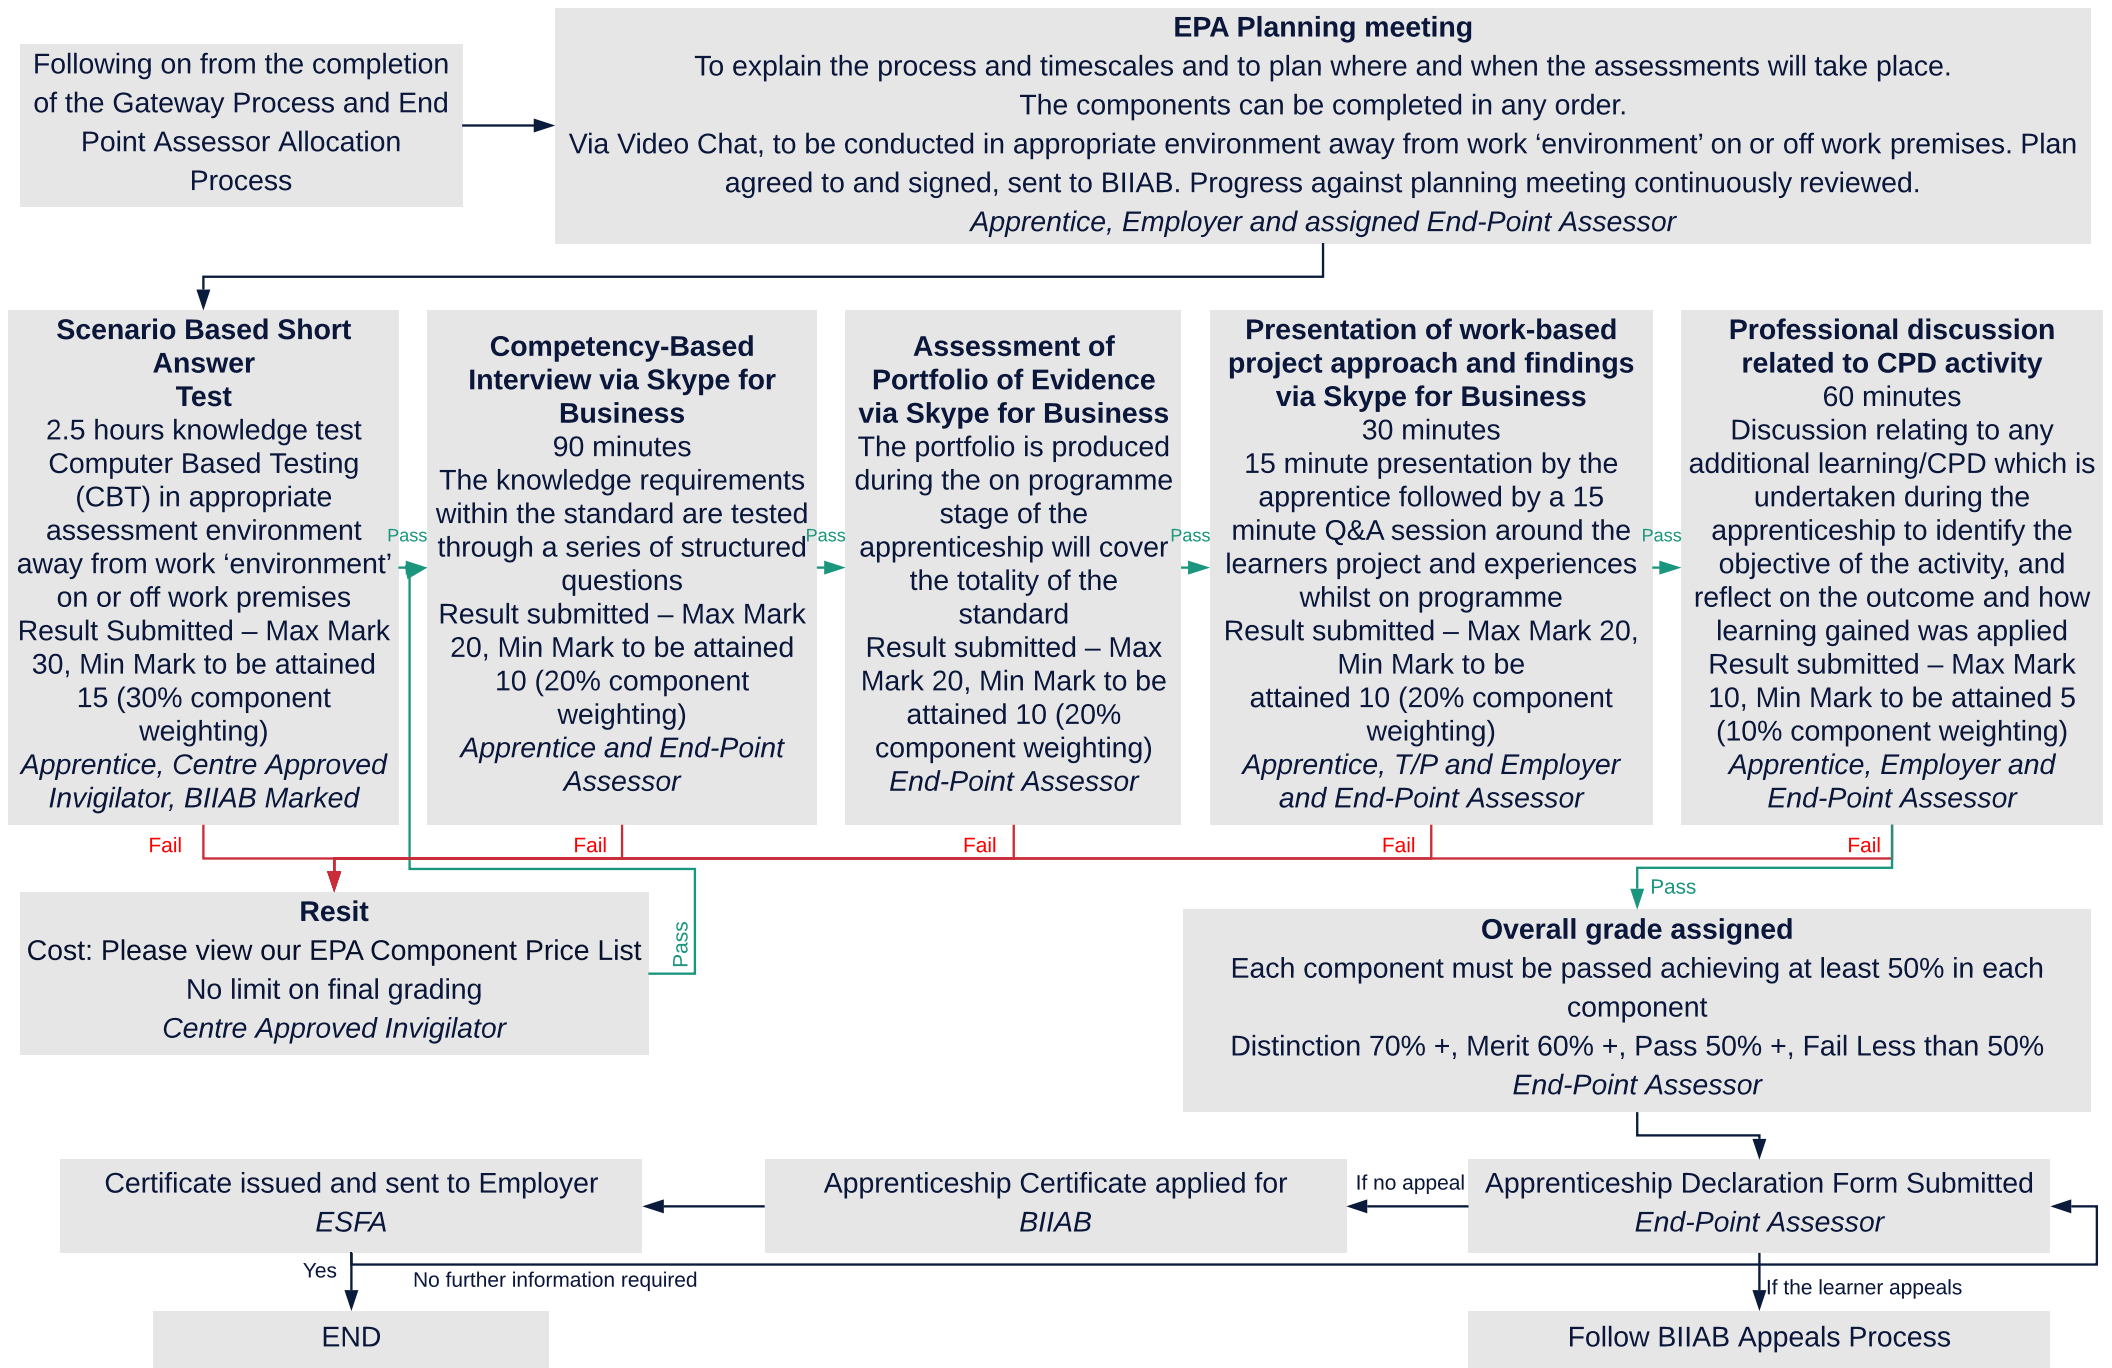 Following on from the completion
of the Gateway Process and End
Point Assessor Allocation
Process
EPA Planning meeting
To explain the process and timescales and to plan where and when the assessments will take place.
The components can be completed in any order.
Via Video Chat, to be conducted in appropriate environment away from work ‘environment’ on or off work premises. Plan
agreed to and signed, sent to BIIAB. Progress against planning meeting continuously reviewed.
Apprentice, Employer and assigned End-Point Assessor
Scenario Based Short
Answer
Test
2.5 hours knowledge test
Computer Based Testing
(CBT) in appropriate
assessment environment
away from work ‘environment’
on or off work premises
Result Submitted – Max Mark
30, Min Mark to be attained
15 (30% component
weighting)
Apprentice, Centre Approved
Invigilator, BIIAB Marked
Pass
Competency-Based
Interview via Skype for
Business
90 minutes
The knowledge requirements
within the standard are tested
through a series of structured
questions
Result submitted – Max Mark
20, Min Mark to be attained
10 (20% component
weighting)
Apprentice and End-Point
Assessor
Pass
Assessment of
Portfolio of Evidence
via Skype for Business
The portfolio is produced
during the on programme
stage of the
apprenticeship will cover
the totality of the
standard
Result submitted – Max
Mark 20, Min Mark to be
attained 10 (20%
component weighting)
End-Point Assessor
Pass
Presentation of work-based
project approach and findings
via Skype for Business
30 minutes
15 minute presentation by the
apprentice followed by a 15
minute Q&A session around the
learners project and experiences
whilst on programme
Result submitted – Max Mark 20,
Min Mark to be
attained 10 (20% component
weighting)
Apprentice, T/P and Employer
and End-Point Assessor
Pass
Professional discussion
related to CPD activity
60 minutes
Discussion relating to any
additional learning/CPD which is
undertaken during the
apprenticeship to identify the
objective of the activity, and
reflect on the outcome and how
learning gained was applied
Result submitted – Max Mark
10, Min Mark to be attained 5
(10% component weighting)
Apprentice, Employer and
End-Point Assessor
Fail
Fail
Fail
Fail
Fail
Resit
Cost: Please view our EPA Component Price List
No limit on final grading
Centre Approved Invigilator
Pass
Pass
Overall grade assigned
Each component must be passed achieving at least 50% in each
component
Distinction 70% +, Merit 60% +, Pass 50% +, Fail Less than 50%
End-Point Assessor
Certificate issued and sent to Employer
ESFA
Apprenticeship Certificate applied for
BIIAB
If no appeal
Apprenticeship Declaration Form Submitted
End-Point Assessor
Yes
No further information required
If the learner appeals
END
Follow BIIAB Appeals Process